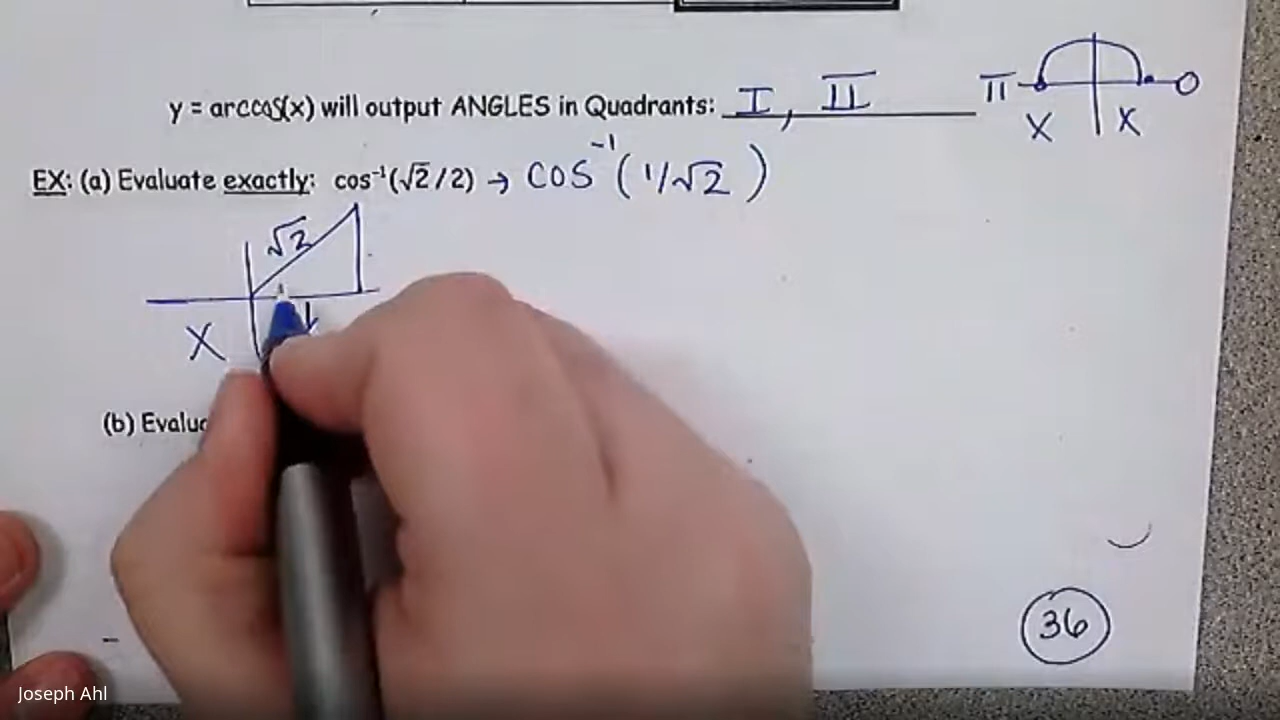 y = arccos(x) will output ANGLES in Quadrants: I, II
π 0
X X
EX: (a) Evaluate exactly: cos⁻¹(√2/2) → COS⁻¹(1/√2)
√2
X
(b)
36
Joseph Ahl